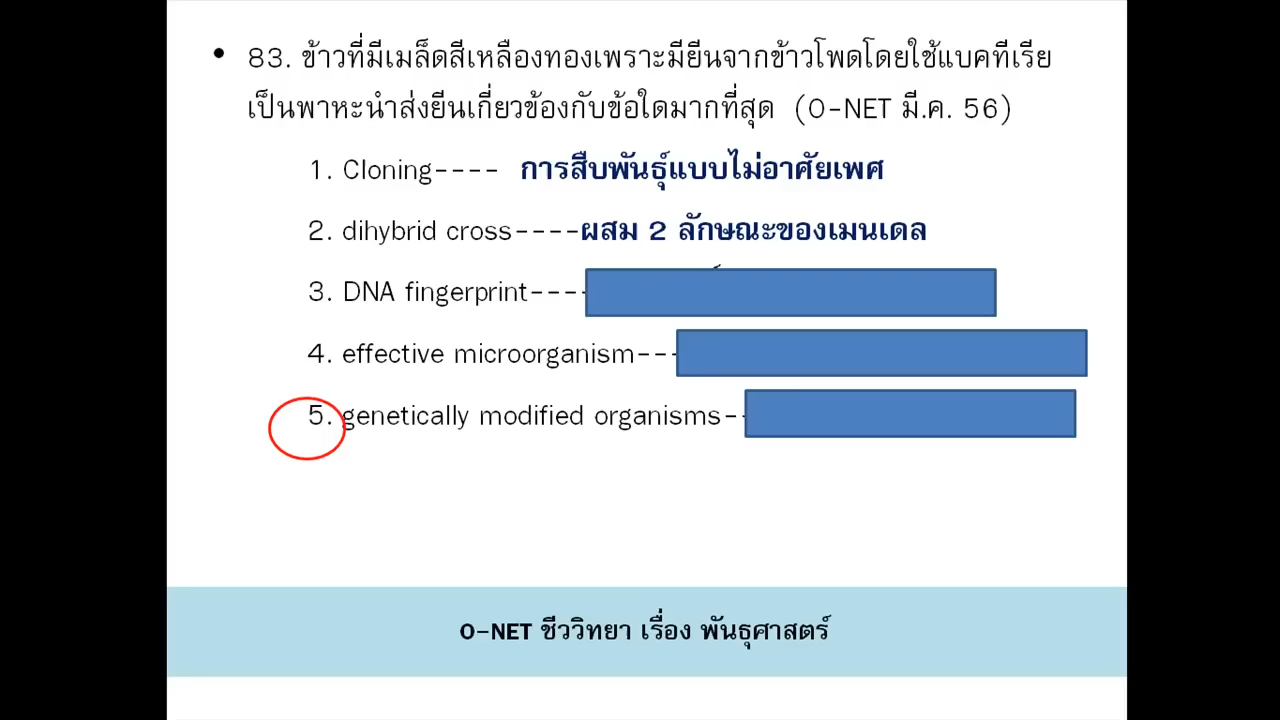 • 83. ข้าวที่มีเมล็ดสีเหลืองทองเพราะมียีนจากข้าวโพดโดยใช้แบคทีเรีย
เป็นพาหะนำส่งยีนเกี่ยวข้องกับข้อใดมากที่สุด (O-NET มี.ค. 56)
1. Cloning---- การสืบพันธุ์แบบไม่อาศัยเพศ
2. dihybrid cross----ผสม 2 ลักษณะของเมนเดล
3. DNA fingerprint----
4. effective microorganism---
5. genetically modified organisms--
O-NET ชีววิทยา เรื่อง พันธุศาสตร์